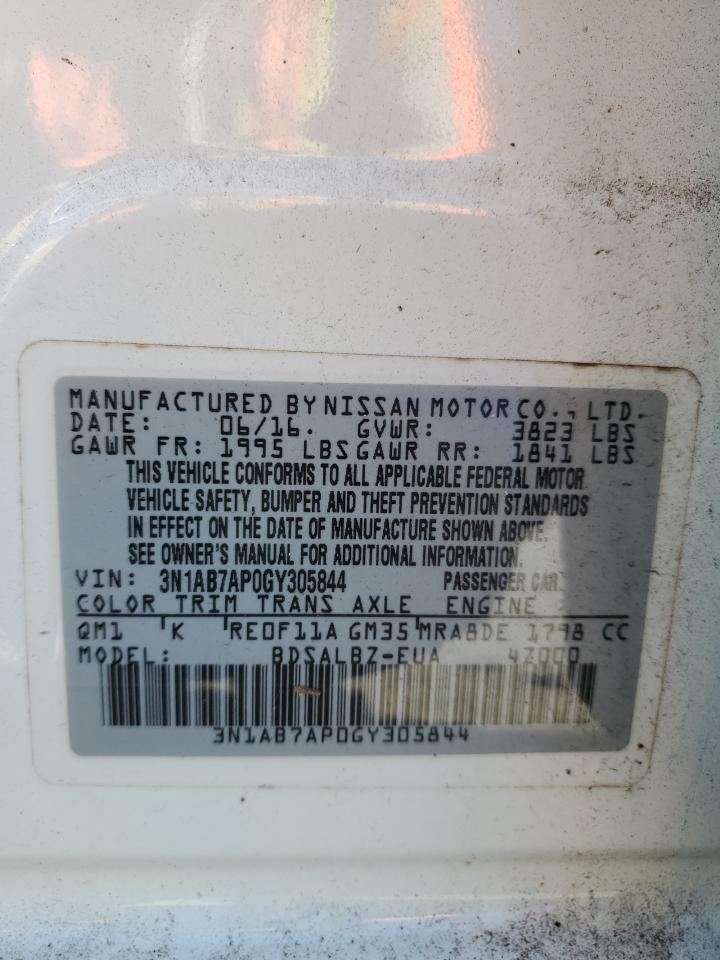 MANUFACTURED BY NISSAN MOTOR CO., LTD.
DATE: 06/16. GVWR: 3823 LBS
GAWR FR: 1995 LBS GAWR RR: 1841 LBS
THIS VEHICLE CONFORMS TO ALL APPLICABLE FEDERAL MOTOR
VEHICLE SAFETY, BUMPER AND THEFT PREVENTION STANDARDS
IN EFFECT ON THE DATE OF MANUFACTURE SHOWN ABOVE.
SEE OWNER'S MANUAL FOR ADDITIONAL INFORMATION.
VIN: 3N1AB7AP0GY305844 PASSENGER CAR
COLOR TRIM TRANS AXLE ENGINE
QM1 K RE0F11A GM35 MRA8DE 1798 CC
MODEL: BDSALBZ-EUA 4Z000
3N1AB7AP0GY305844